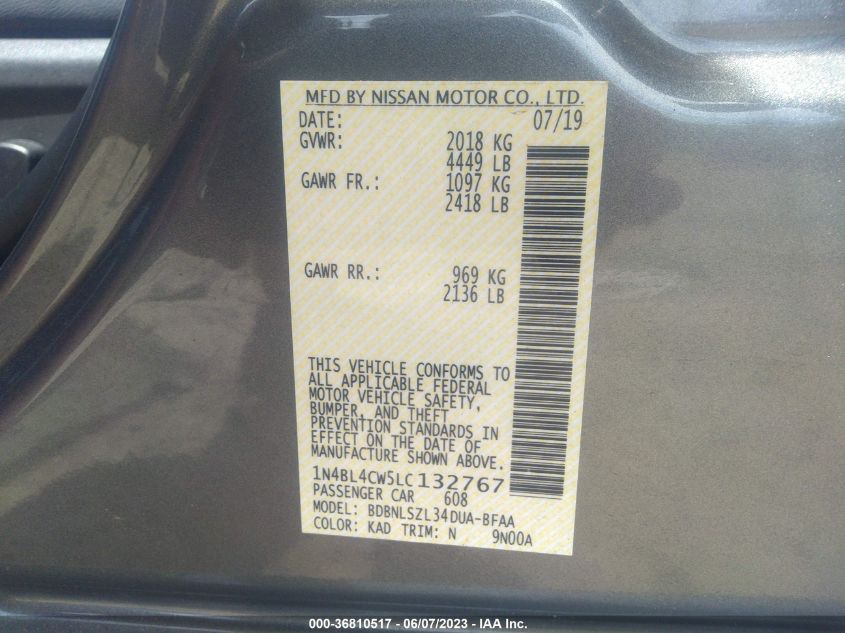 MFD BY NISSAN MOTOR CO., LTD.
DATE: 07/19
GVWR: 2018 KG
4449 LB
GAWR FR.: 1097 KG
2418 LB
GAWR RR.: 969 KG
2136 LB
THIS VEHICLE CONFORMS TO
ALL APPLICABLE FEDERAL
MOTOR VEHICLE SAFETY,
BUMPER, AND THEFT
PREVENTION STANDARDS IN
EFFECT ON THE DATE OF
MANUFACTURE SHOWN ABOVE.
1N4BL4CW5LC132767
PASSENGER CAR 608
MODEL: BDBNLSZL34DUA-BFAA
COLOR: KAD TRIM: N 9N00A
000-36810517 - 06/07/2023 - IAA Inc.